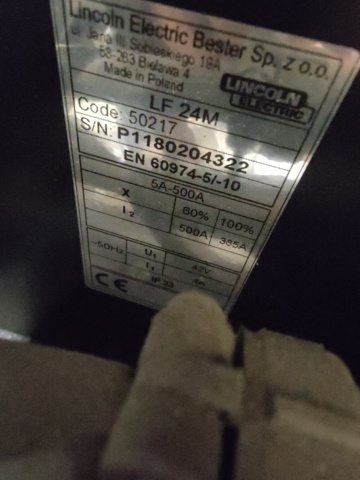 Lincoln Electric Bester Sp. z o.o.
ul. Jana III Sobieskiego 19A
58-263 Bielawa 4
Made in Poland
LINCOLN
ELECTRIC
LF 24M
Code: 50217
S/N: P1180204322
EN 60974-5/-10
5A-500A
X 60% 100%
I2 500A 385A
~50Hz U1 42V
I1
CE IP 23